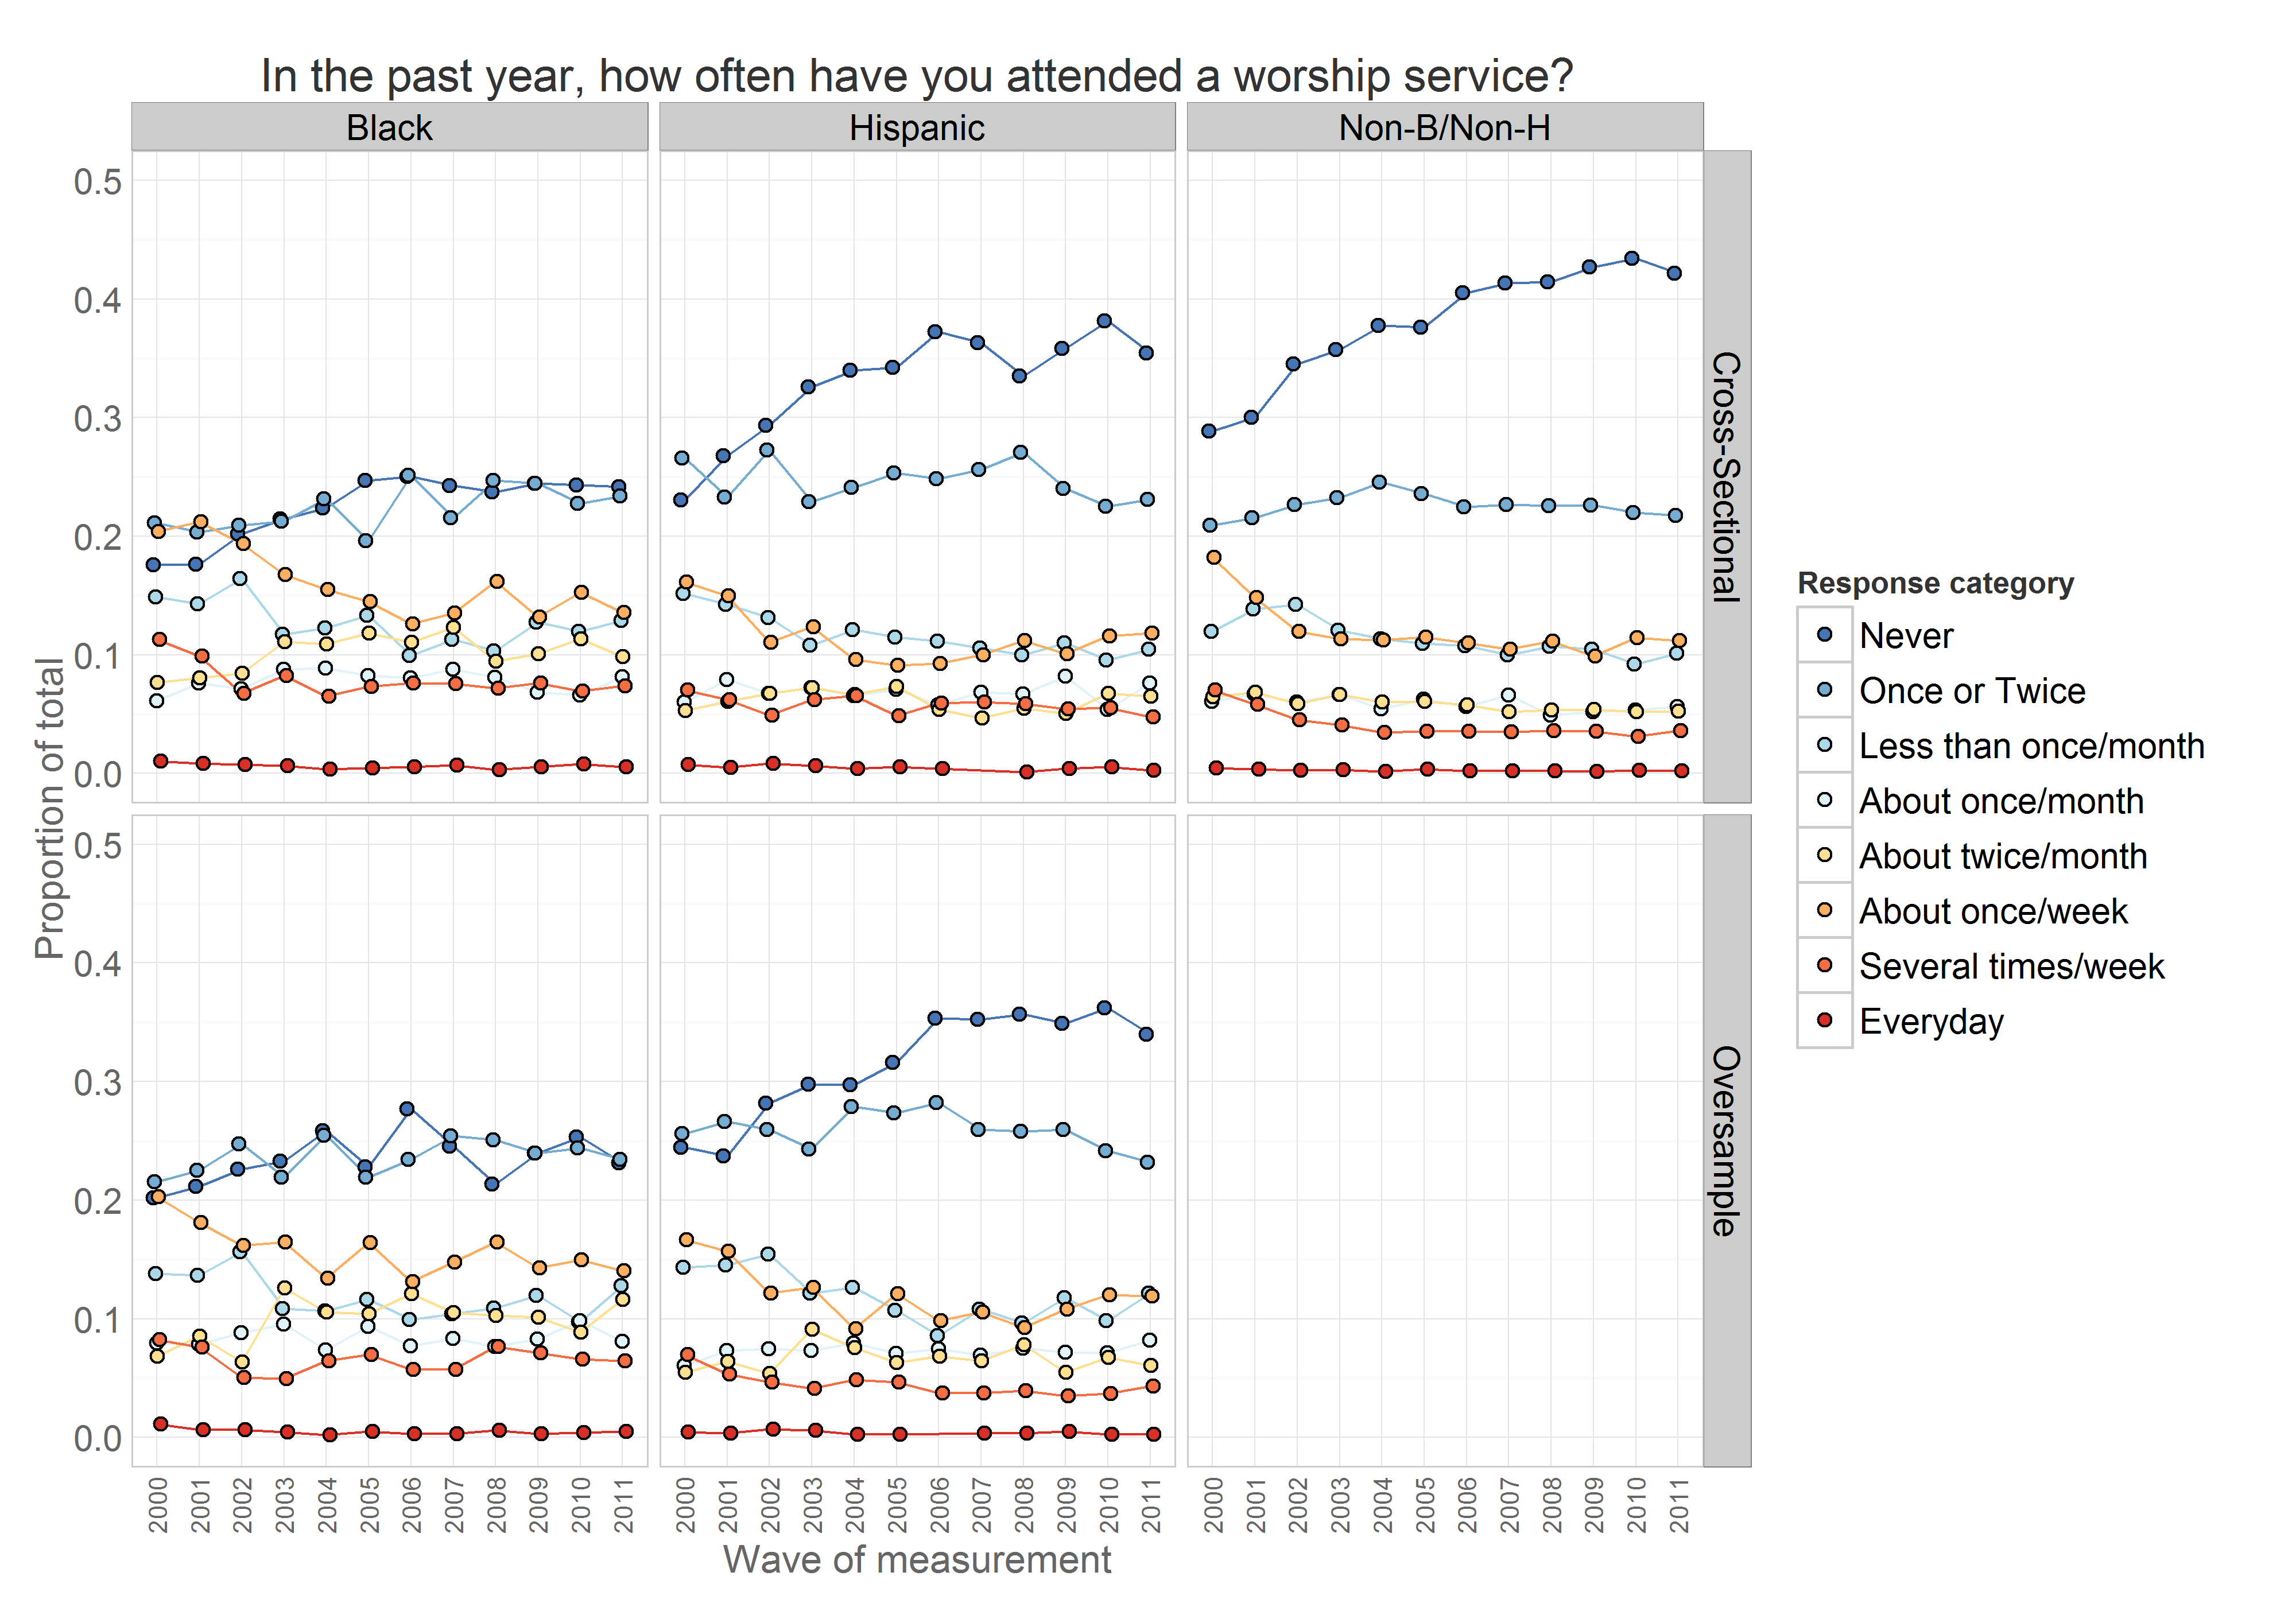 In the past year, how often have you attended a worship service?
Black
Hispanic
Non-B/Non-H
Cross-Sectional
Oversample
Proportion of total
0.5
0.4
0.3
0.2
0.1
0.0
0.5
0.4
0.3
0.2
0.1
0.0
2000 2001 2002 2003 2004 2005 2006 2007 2008 2009 2010 2011
2000 2001 2002 2003 2004 2005 2006 2007 2008 2009 2010 2011
2000 2001 2002 2003 2004 2005 2006 2007 2008 2009 2010 2011
Wave of measurement
Response category
Never
Once or Twice
Less than once/month
About once/month
About twice/month
About once/week
Several times/week
Everyday